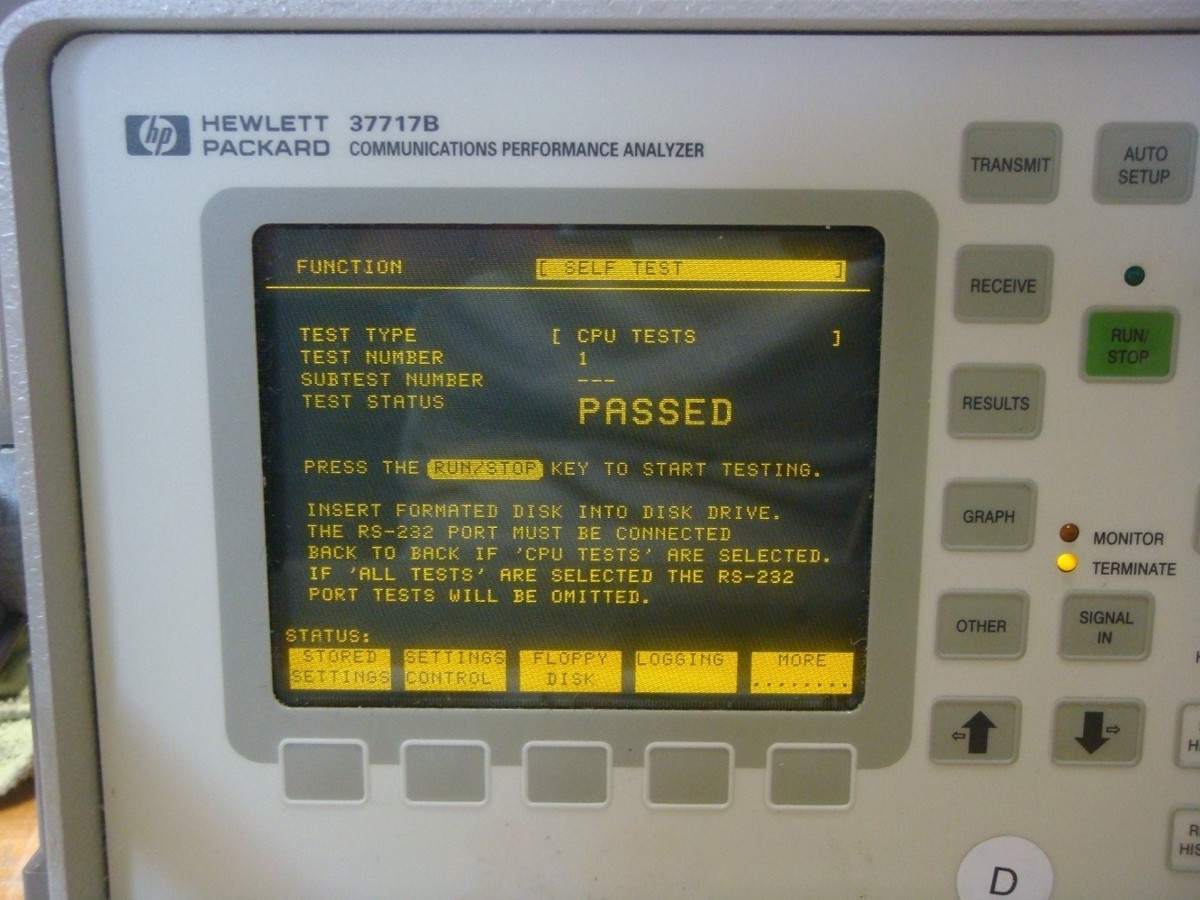 hp HEWLETT PACKARD 37717B
COMMUNICATIONS PERFORMANCE ANALYZER
TRANSMIT
AUTO SETUP
RECEIVE
RUN/STOP
RESULTS
GRAPH
MONITOR
TERMINATE
OTHER
SIGNAL IN
FUNCTION [ SELF TEST ]
TEST TYPE [ CPU TESTS ]
TEST NUMBER 1
SUBTEST NUMBER ---
TEST STATUS PASSED
PRESS THE RUN/STOP KEY TO START TESTING.
INSERT FORMATED DISK INTO DISK DRIVE.
THE RS-232 PORT MUST BE CONNECTED
BACK TO BACK IF 'CPU TESTS' ARE SELECTED.
IF 'ALL TESTS' ARE SELECTED THE RS-232
PORT TESTS WILL BE OMITTED.
STATUS:
STORED SETTINGS
SETTINGS CONTROL
FLOPPY DISK
LOGGING
MORE ........
D